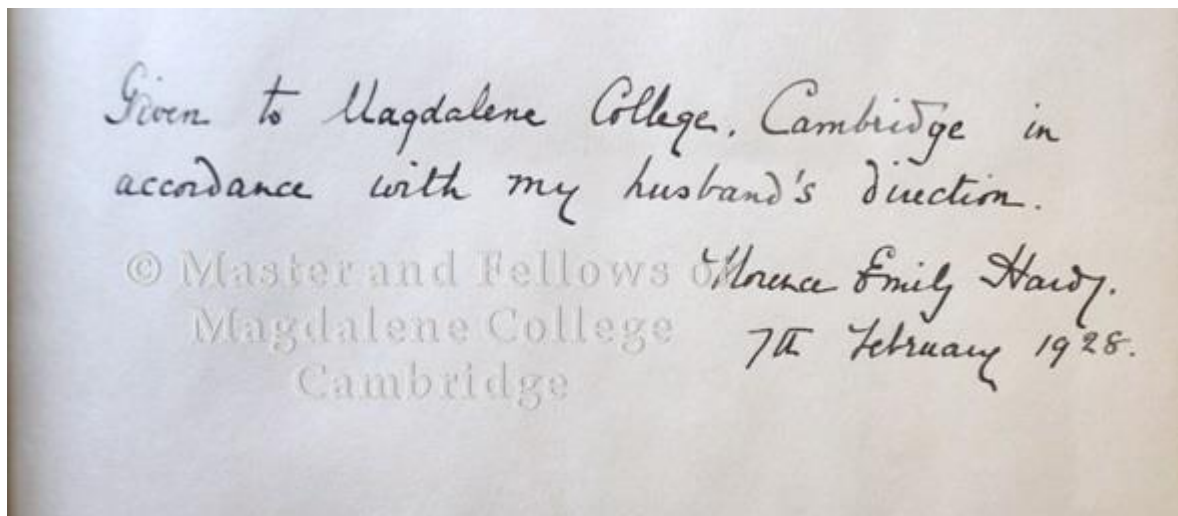 Given to Magdalene College, Cambridge in
accordance with my husband's direction.
Florence Emily Hardy.
7th February 1928.
© Master and Fellows of
Magdalene College
Cambridge